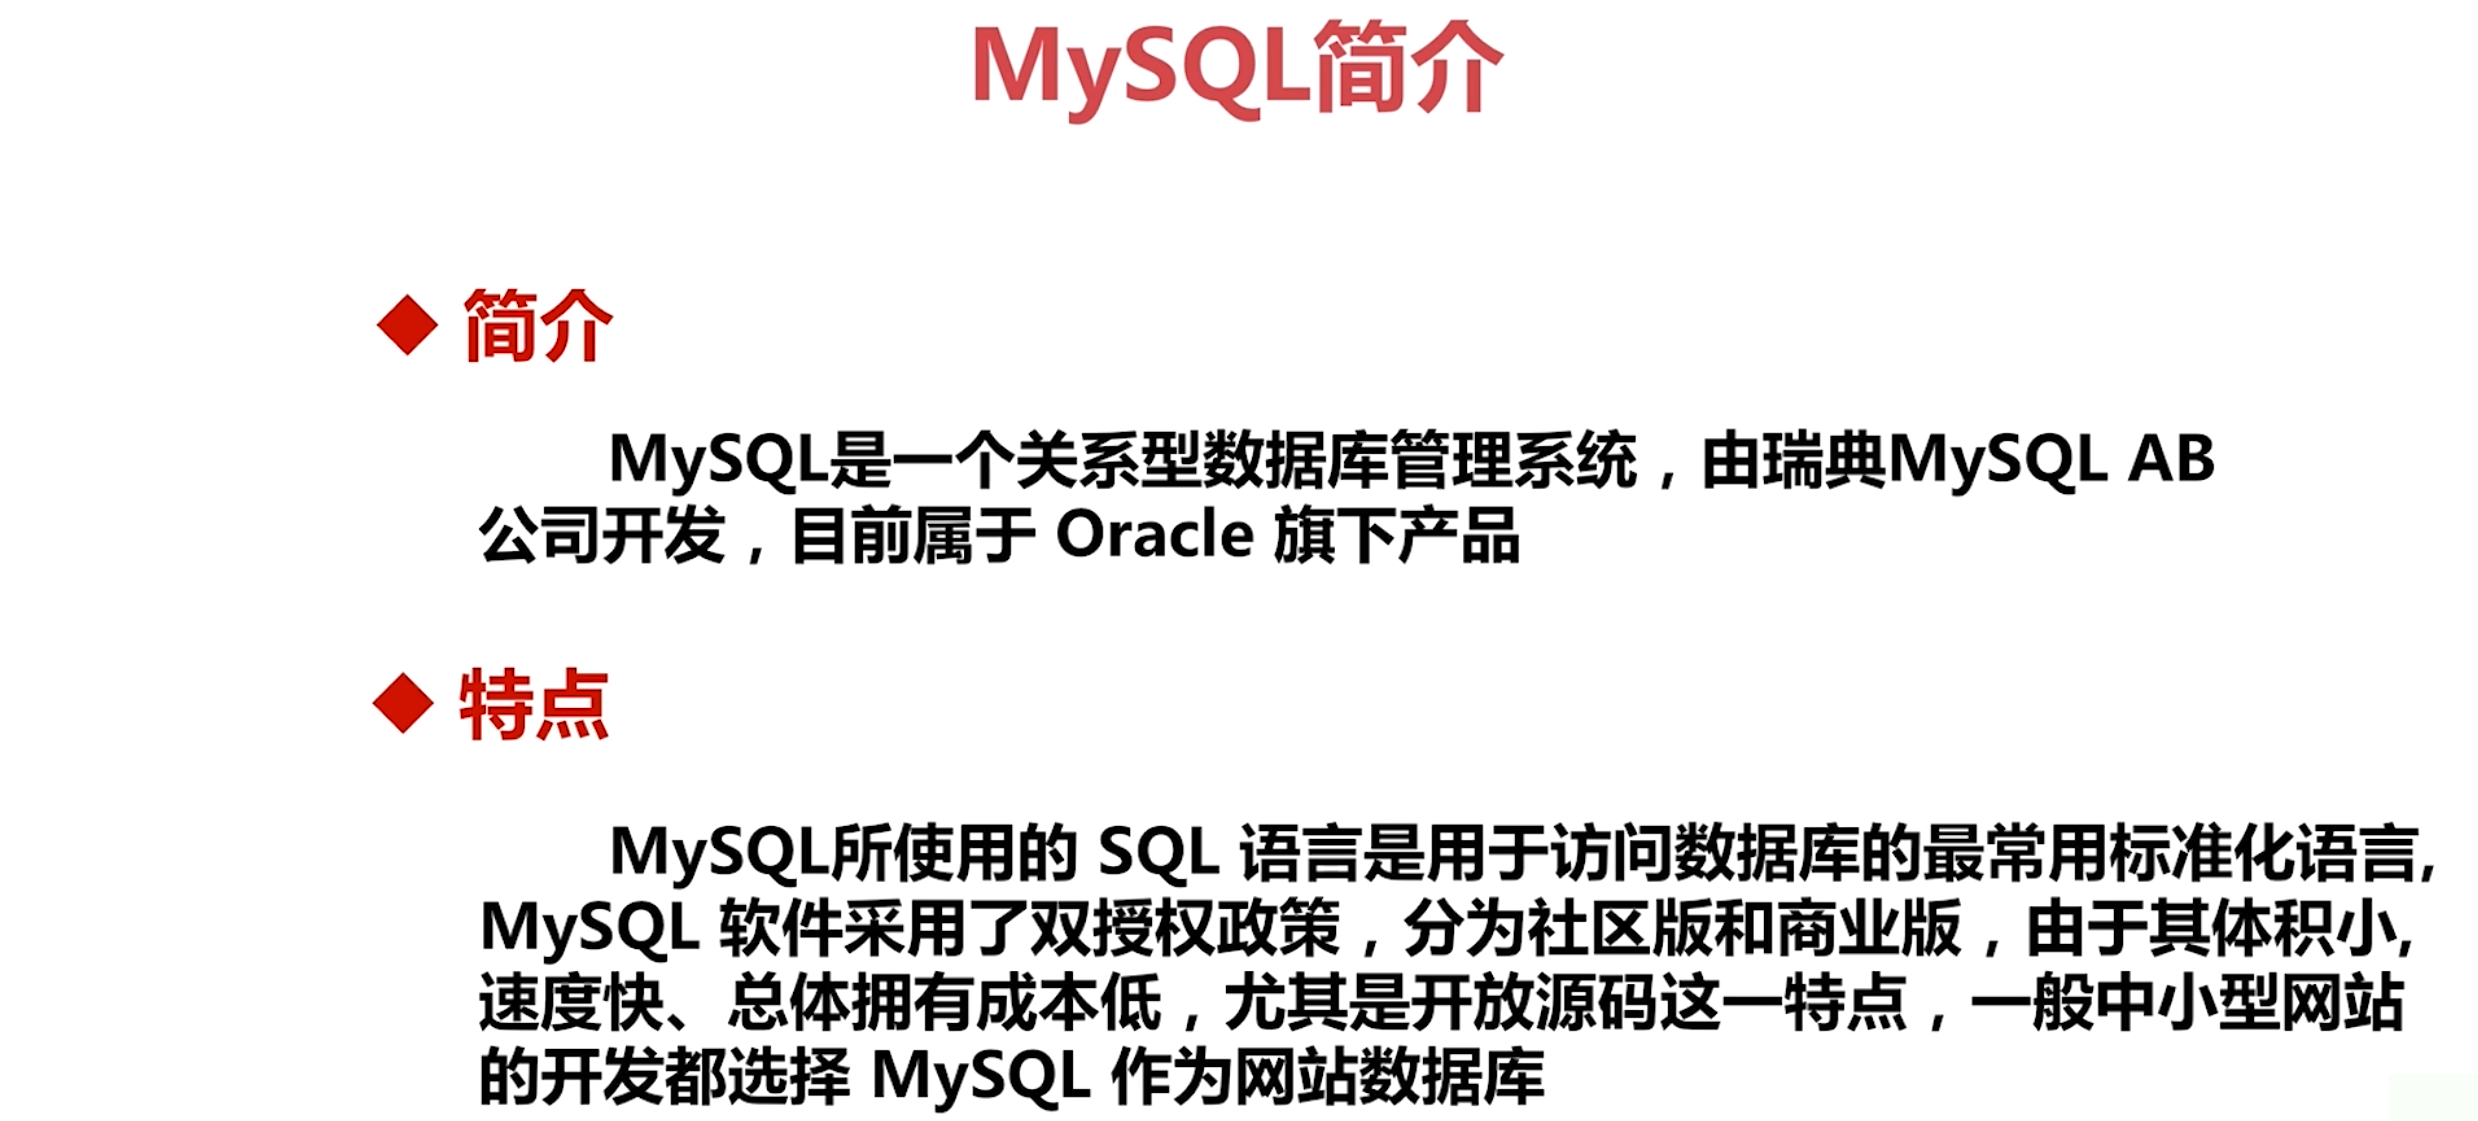 MySQL简介
◆ 简介
MySQL是一个关系型数据库管理系统，由瑞典MySQL AB
公司开发，目前属于 Oracle 旗下产品
◆ 特点
MySQL所使用的 SQL 语言是用于访问数据库的最常用标准化语言,
MySQL 软件采用了双授权政策，分为社区版和商业版，由于其体积小,
速度快、总体拥有成本低，尤其是开放源码这一特点，一般中小型网站
的开发都选择 MySQL 作为网站数据库